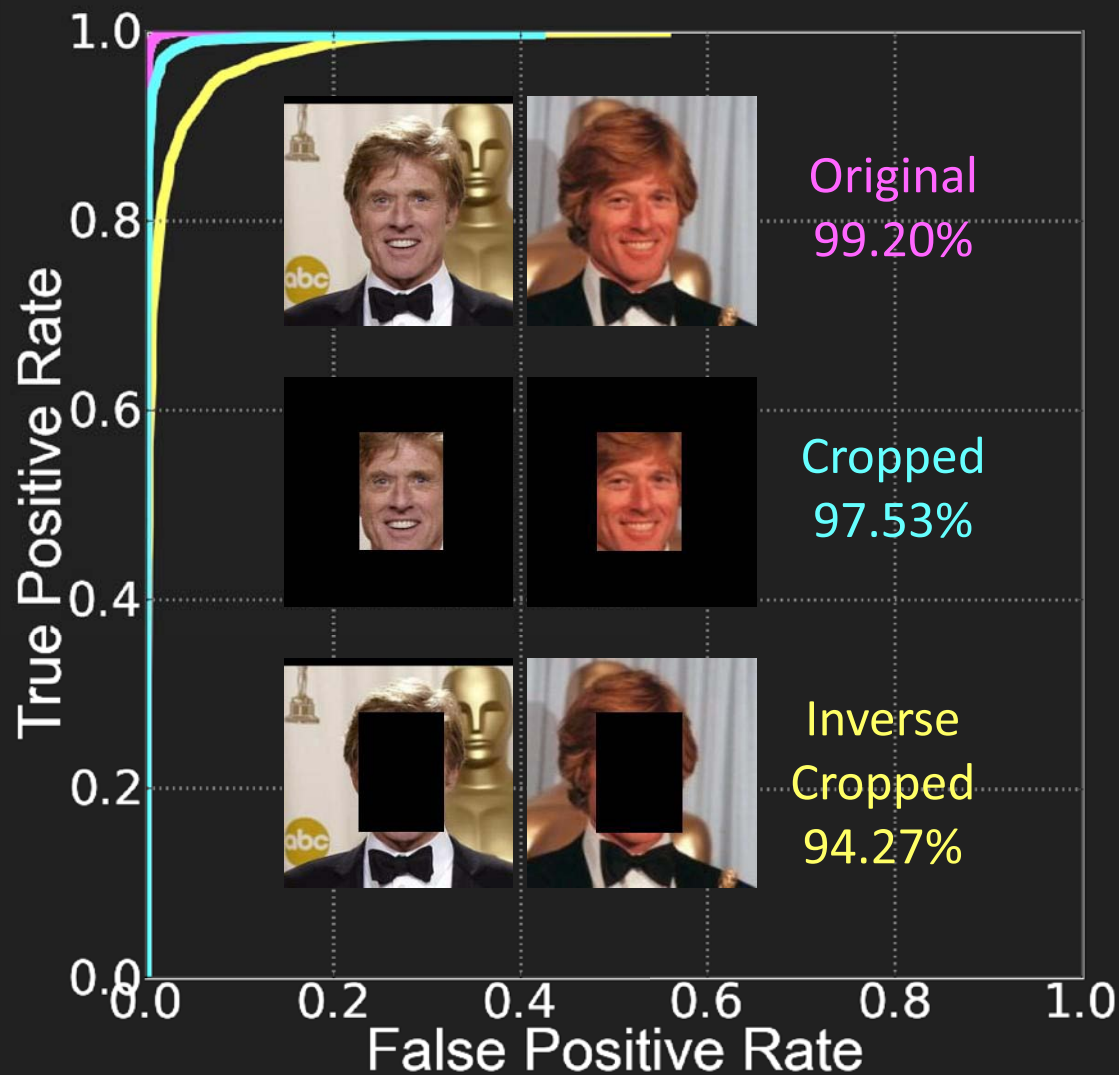 1.0
0.8
0.6
0.4
0.2
0.0
True Positive Rate
abc
Original
99.20%
Cropped
97.53%
abc
Inverse
Cropped
94.27%
0.0
0.2
0.4
0.6
0.8
1.0
False Positive Rate